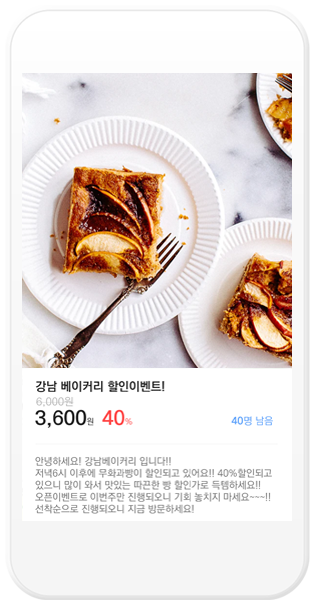 강남 베이커리 할인이벤트!
6,000원
3,600원 40%
40명 남음
안녕하세요! 강남베이커리 입니다!!
저녁6시 이후에 무화과빵이 할인되고 있어요!! 40%할인되고
있으니 많이 와서 맛있는 따끈한 빵 할인가로 득템하세요!!
오픈이벤트로 이번주만 진행되오니 기회 놓치지 마세요~~~!!
선착순으로 진행되오니 지금 방문하세요!